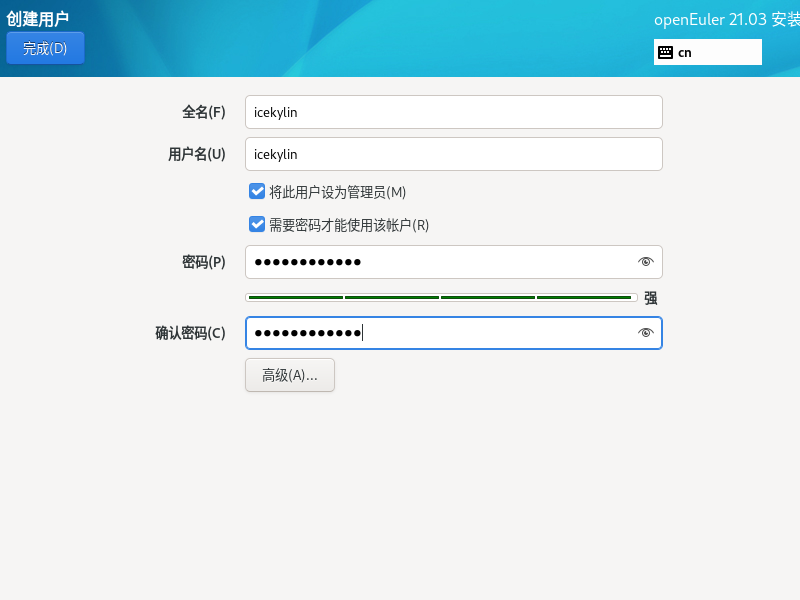 创建用户
openEuler 21.03 安装
完成(D)
cn
全名(F)
icekylin
用户名(U)
icekylin
将此用户设为管理员(M)
需要密码才能使用该帐户(R)
密码(P)
●●●●●●●●●●●●
强
确认密码(C)
●●●●●●●●●●●●
高级(A)...